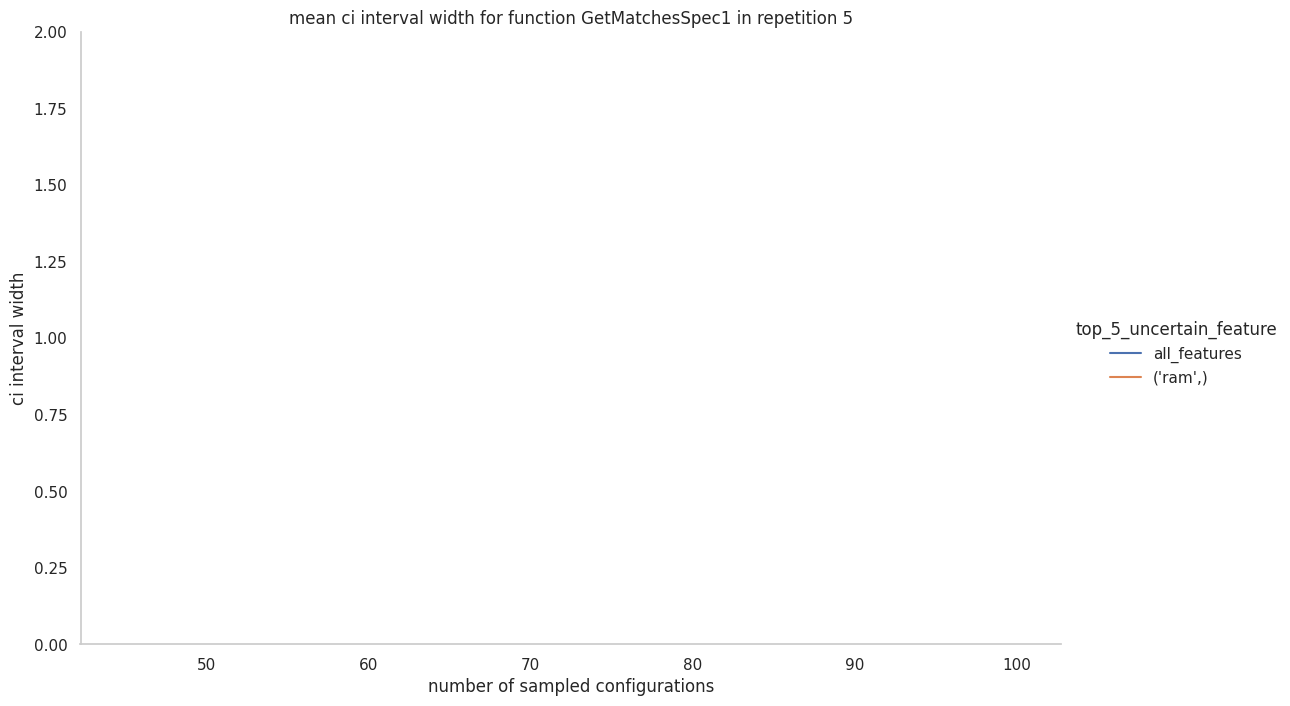 mean ci interval width for function GetMatchesSpec1 in repetition 5
2.00
1.75
1.50
1.25
1.00
0.75
0.50
0.25
0.00
ci interval width
50 60 70 80 90 100
number of sampled configurations
top_5_uncertain_feature
all_features
('ram',)